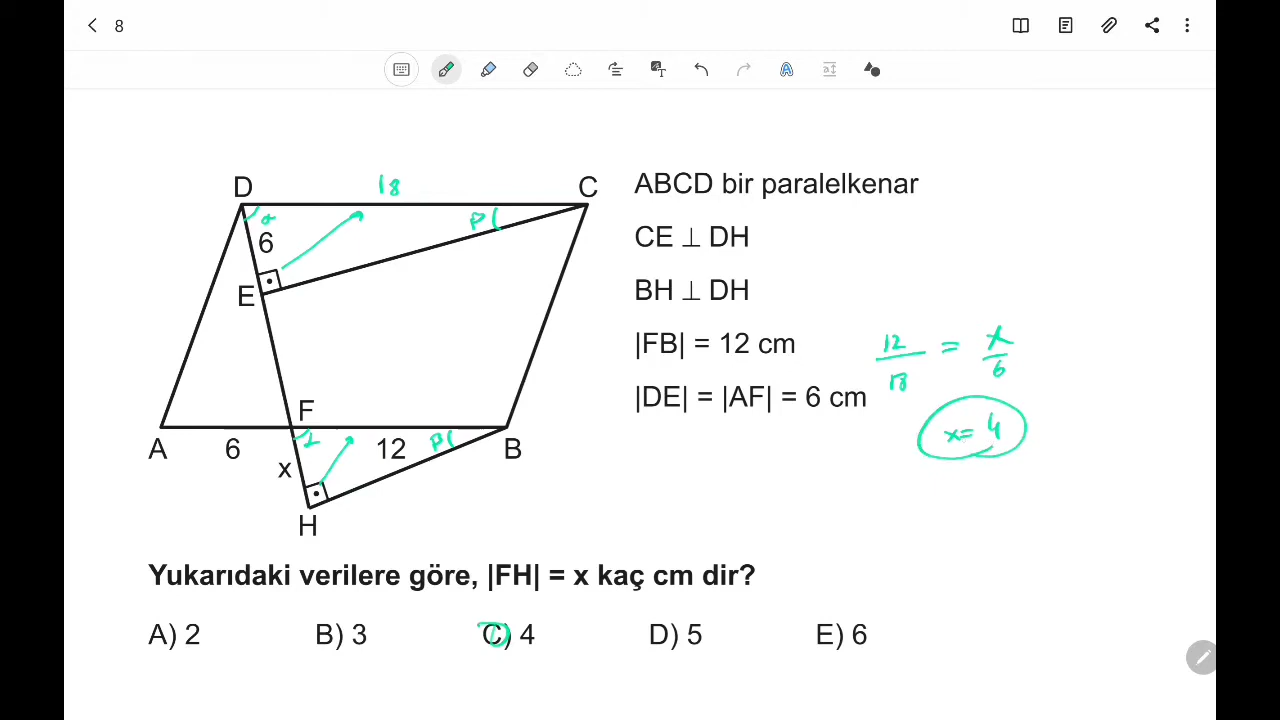 8
D 18 C
α β
6
E
ABCD bir paralelkenar
CE ⊥ DH
BH ⊥ DH
|FB| = 12 cm
|DE| = |AF| = 6 cm
12/18 = x/6
x = 4
F
A 6 12 B
α β
x
H
Yukarıdaki verilere göre, |FH| = x kaç cm dir?
A) 2 B) 3 C) 4 D) 5 E) 6